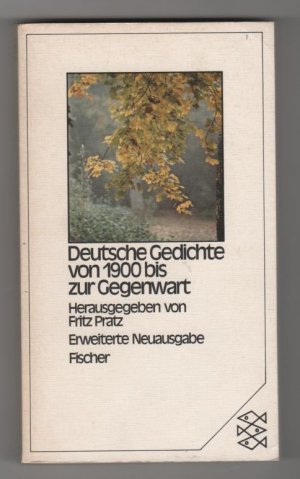 Deutsche Gedichte
von 1900 bis
zur Gegenwart
Herausgegeben von
Fritz Pratz
Erweiterte Neuausgabe
Fischer